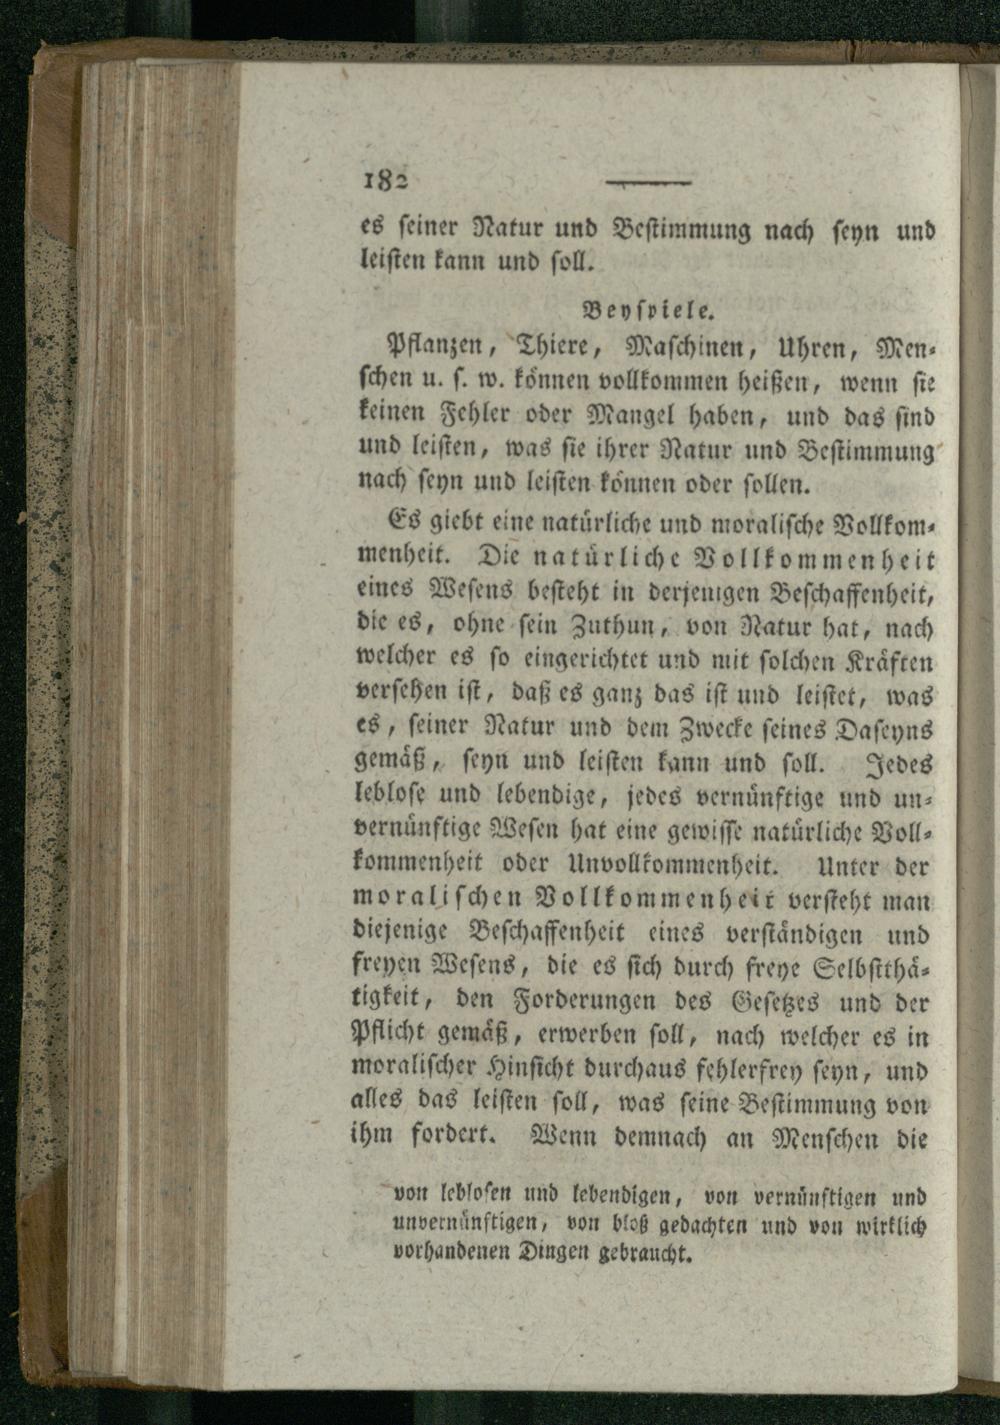 182
es seiner Natur und Bestimmung nach seyn und
leisten kann und soll.
Beyspiele.
Pflanzen, Thiere, Maschinen, Uhren, Men-
schen u. s. w. können vollkommen heißen, wenn sie
keinen Fehler oder Mangel haben, und das sind
und leisten, was sie ihrer Natur und Bestimmung
nach seyn und leisten können oder sollen.
Es giebt eine natürliche und moralische Vollkom-
menheit. Die natürliche Vollkommenheit
eines Wesens besteht in derjenigen Beschaffenheit,
die es, ohne sein Zuthun, von Natur hat, nach
welcher es so eingerichtet und mit solchen Kräften
versehen ist, daß es ganz das ist und leistet, was
es, seiner Natur und dem Zwecke seines Daseyns
gemäß, seyn und leisten kann und soll. Jedes
leblose und lebendige, jedes vernünftige und un-
vernünftige Wesen hat eine gewisse natürliche Voll-
kommenheit oder Unvollkommenheit. Unter der
moralischen Vollkommenheit versteht man
diejenige Beschaffenheit eines verständigen und
freyen Wesens, die es sich durch freye Selbstthä-
tigkeit, den Forderungen des Gesetzes und der
Pflicht gemäß, erwerben soll, nach welcher es in
moralischer Hinsicht durchaus fehlerfrey seyn, und
alles das leisten soll, was seine Bestimmung von
ihm fordert. Wenn demnach an Menschen die
von leblosen und lebendigen, von vernünftigen und
unvernünftigen, von bloß gedachten und von wirklich
vorhandenen Dingen gebraucht.